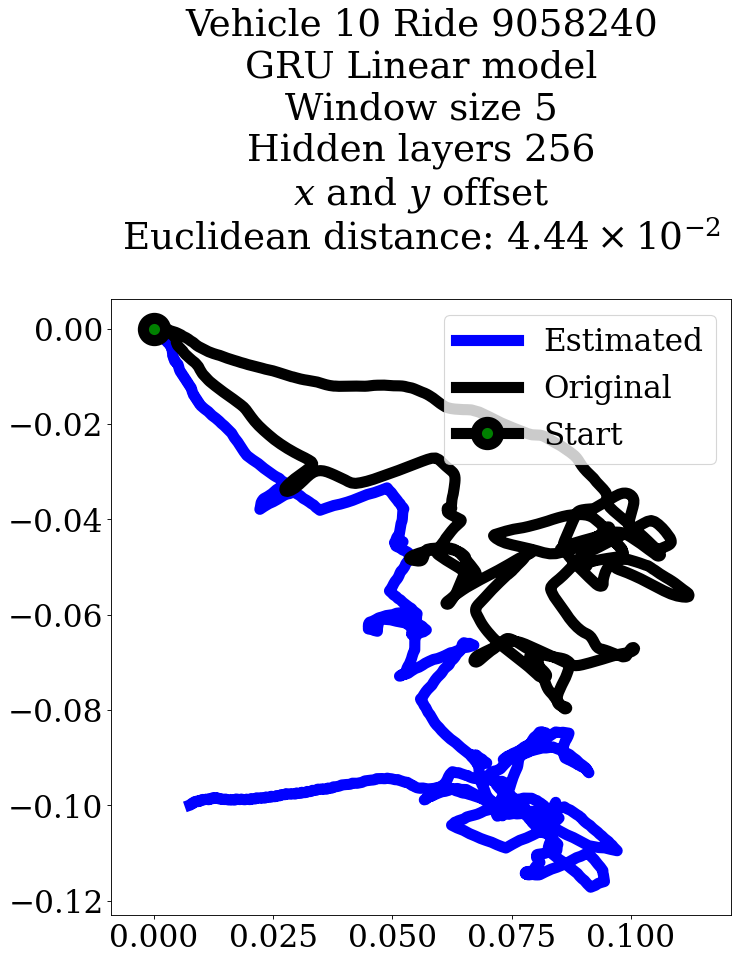 Vehicle 10 Ride 9058240
GRU Linear model
Window size 5
Hidden layers 256
x and y offset
Euclidean distance: 4.44 × 10⁻²
Estimated
Original
Start
0.00
−0.02
−0.04
−0.06
−0.08
−0.10
−0.12
0.000 0.025 0.050 0.075 0.100